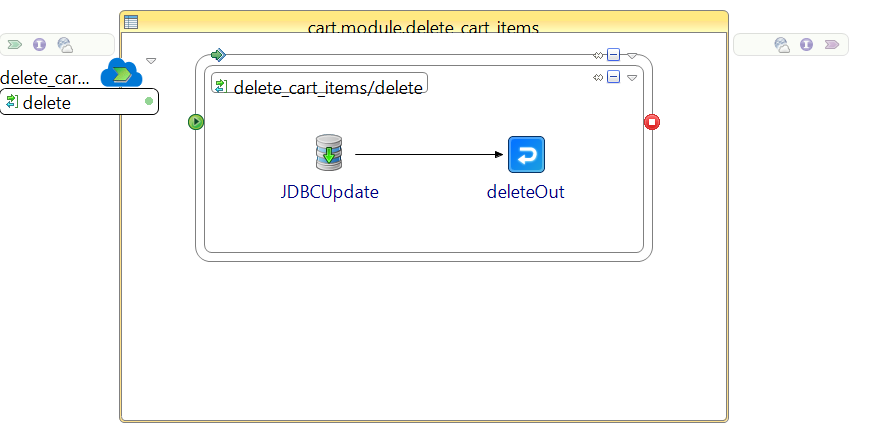 cart.module.delete_cart_items
delete_car...
delete
delete_cart_items/delete
JDBCUpdate
deleteOut